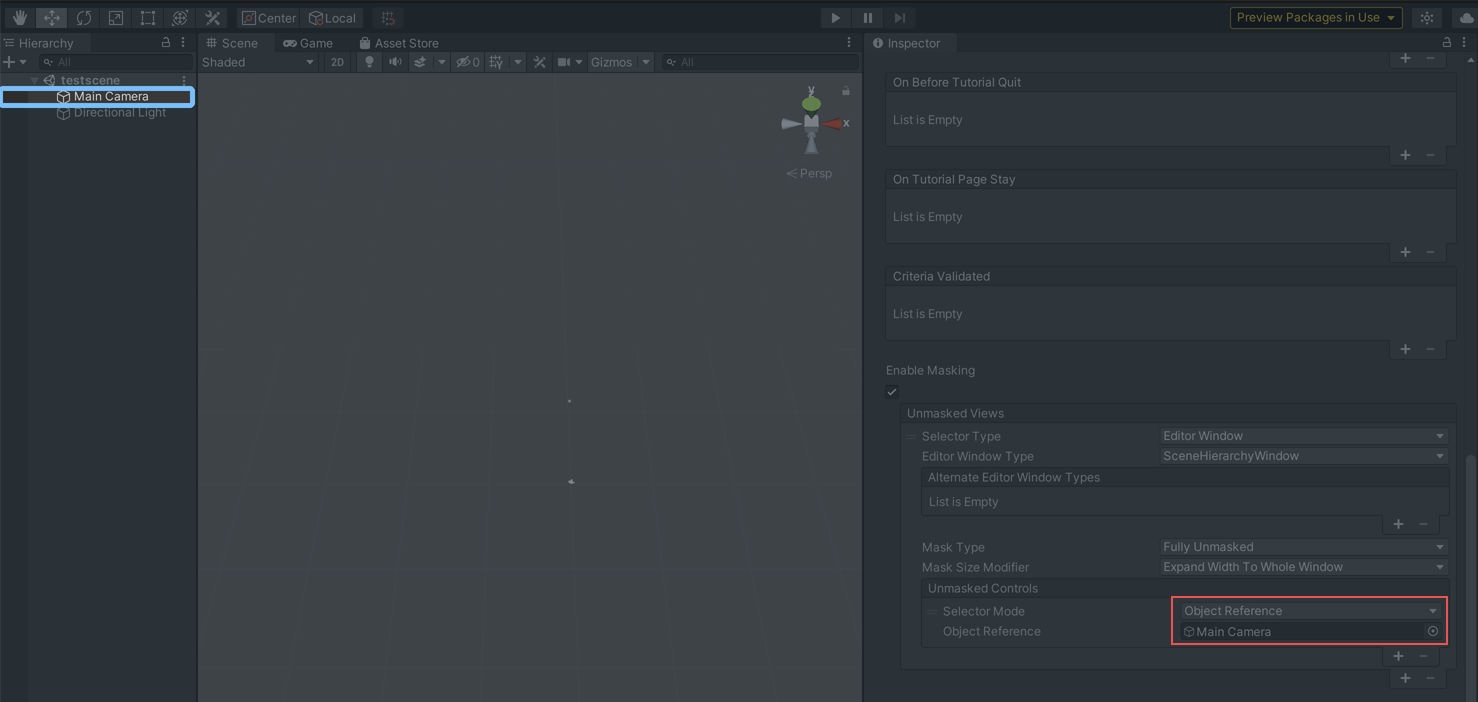 Center Local Preview Packages in Use
Hierarchy
All
testscene
Main Camera
Directional Light
Scene Game Asset Store
Shaded 2D 0 Gizmos All
y
x
Persp
Inspector
On Before Tutorial Quit
List is Empty
On Tutorial Page Stay
List is Empty
Criteria Validated
List is Empty
Enable Masking
Unmasked Views
Selector Type Editor Window
Editor Window Type SceneHierarchyWindow
Alternate Editor Window Types
List is Empty
Mask Type Fully Unmasked
Mask Size Modifier Expand Width To Whole Window
Unmasked Controls
Selector Mode Object Reference
Object Reference Main Camera